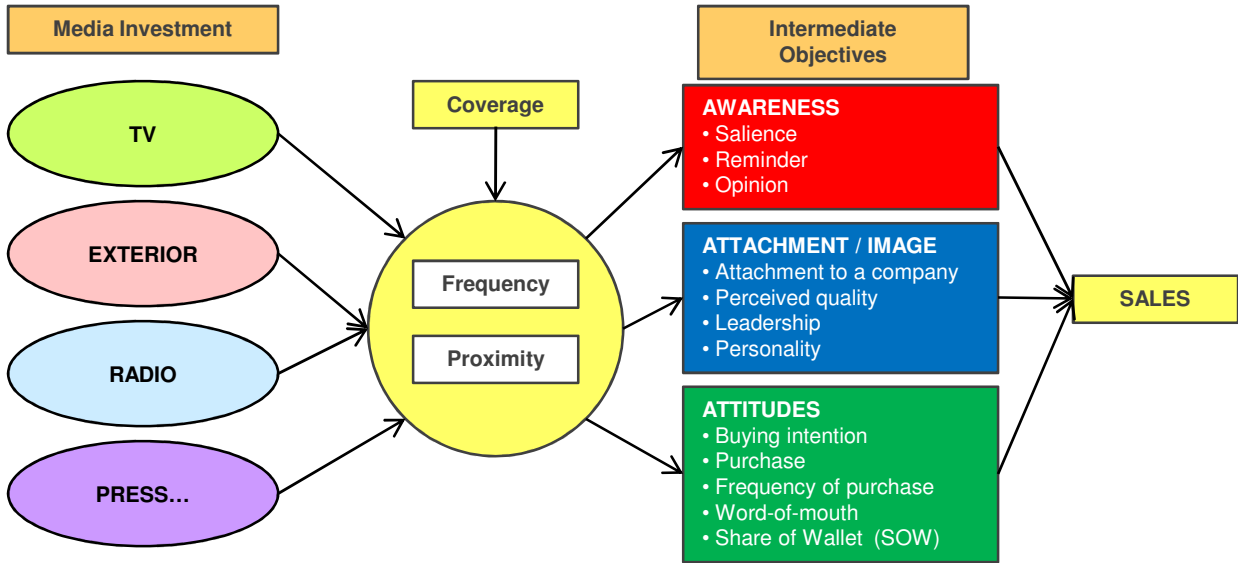 Media Investment
Intermediate
Objectives
TV
EXTERIOR
RADIO
PRESS…
Coverage
Frequency
Proximity
AWARENESS
• Salience
• Reminder
• Opinion
ATTACHMENT / IMAGE
• Attachment to a company
• Perceived quality
• Leadership
• Personality
ATTITUDES
• Buying intention
• Purchase
• Frequency of purchase
• Word-of-mouth
• Share of Wallet (SOW)
SALES